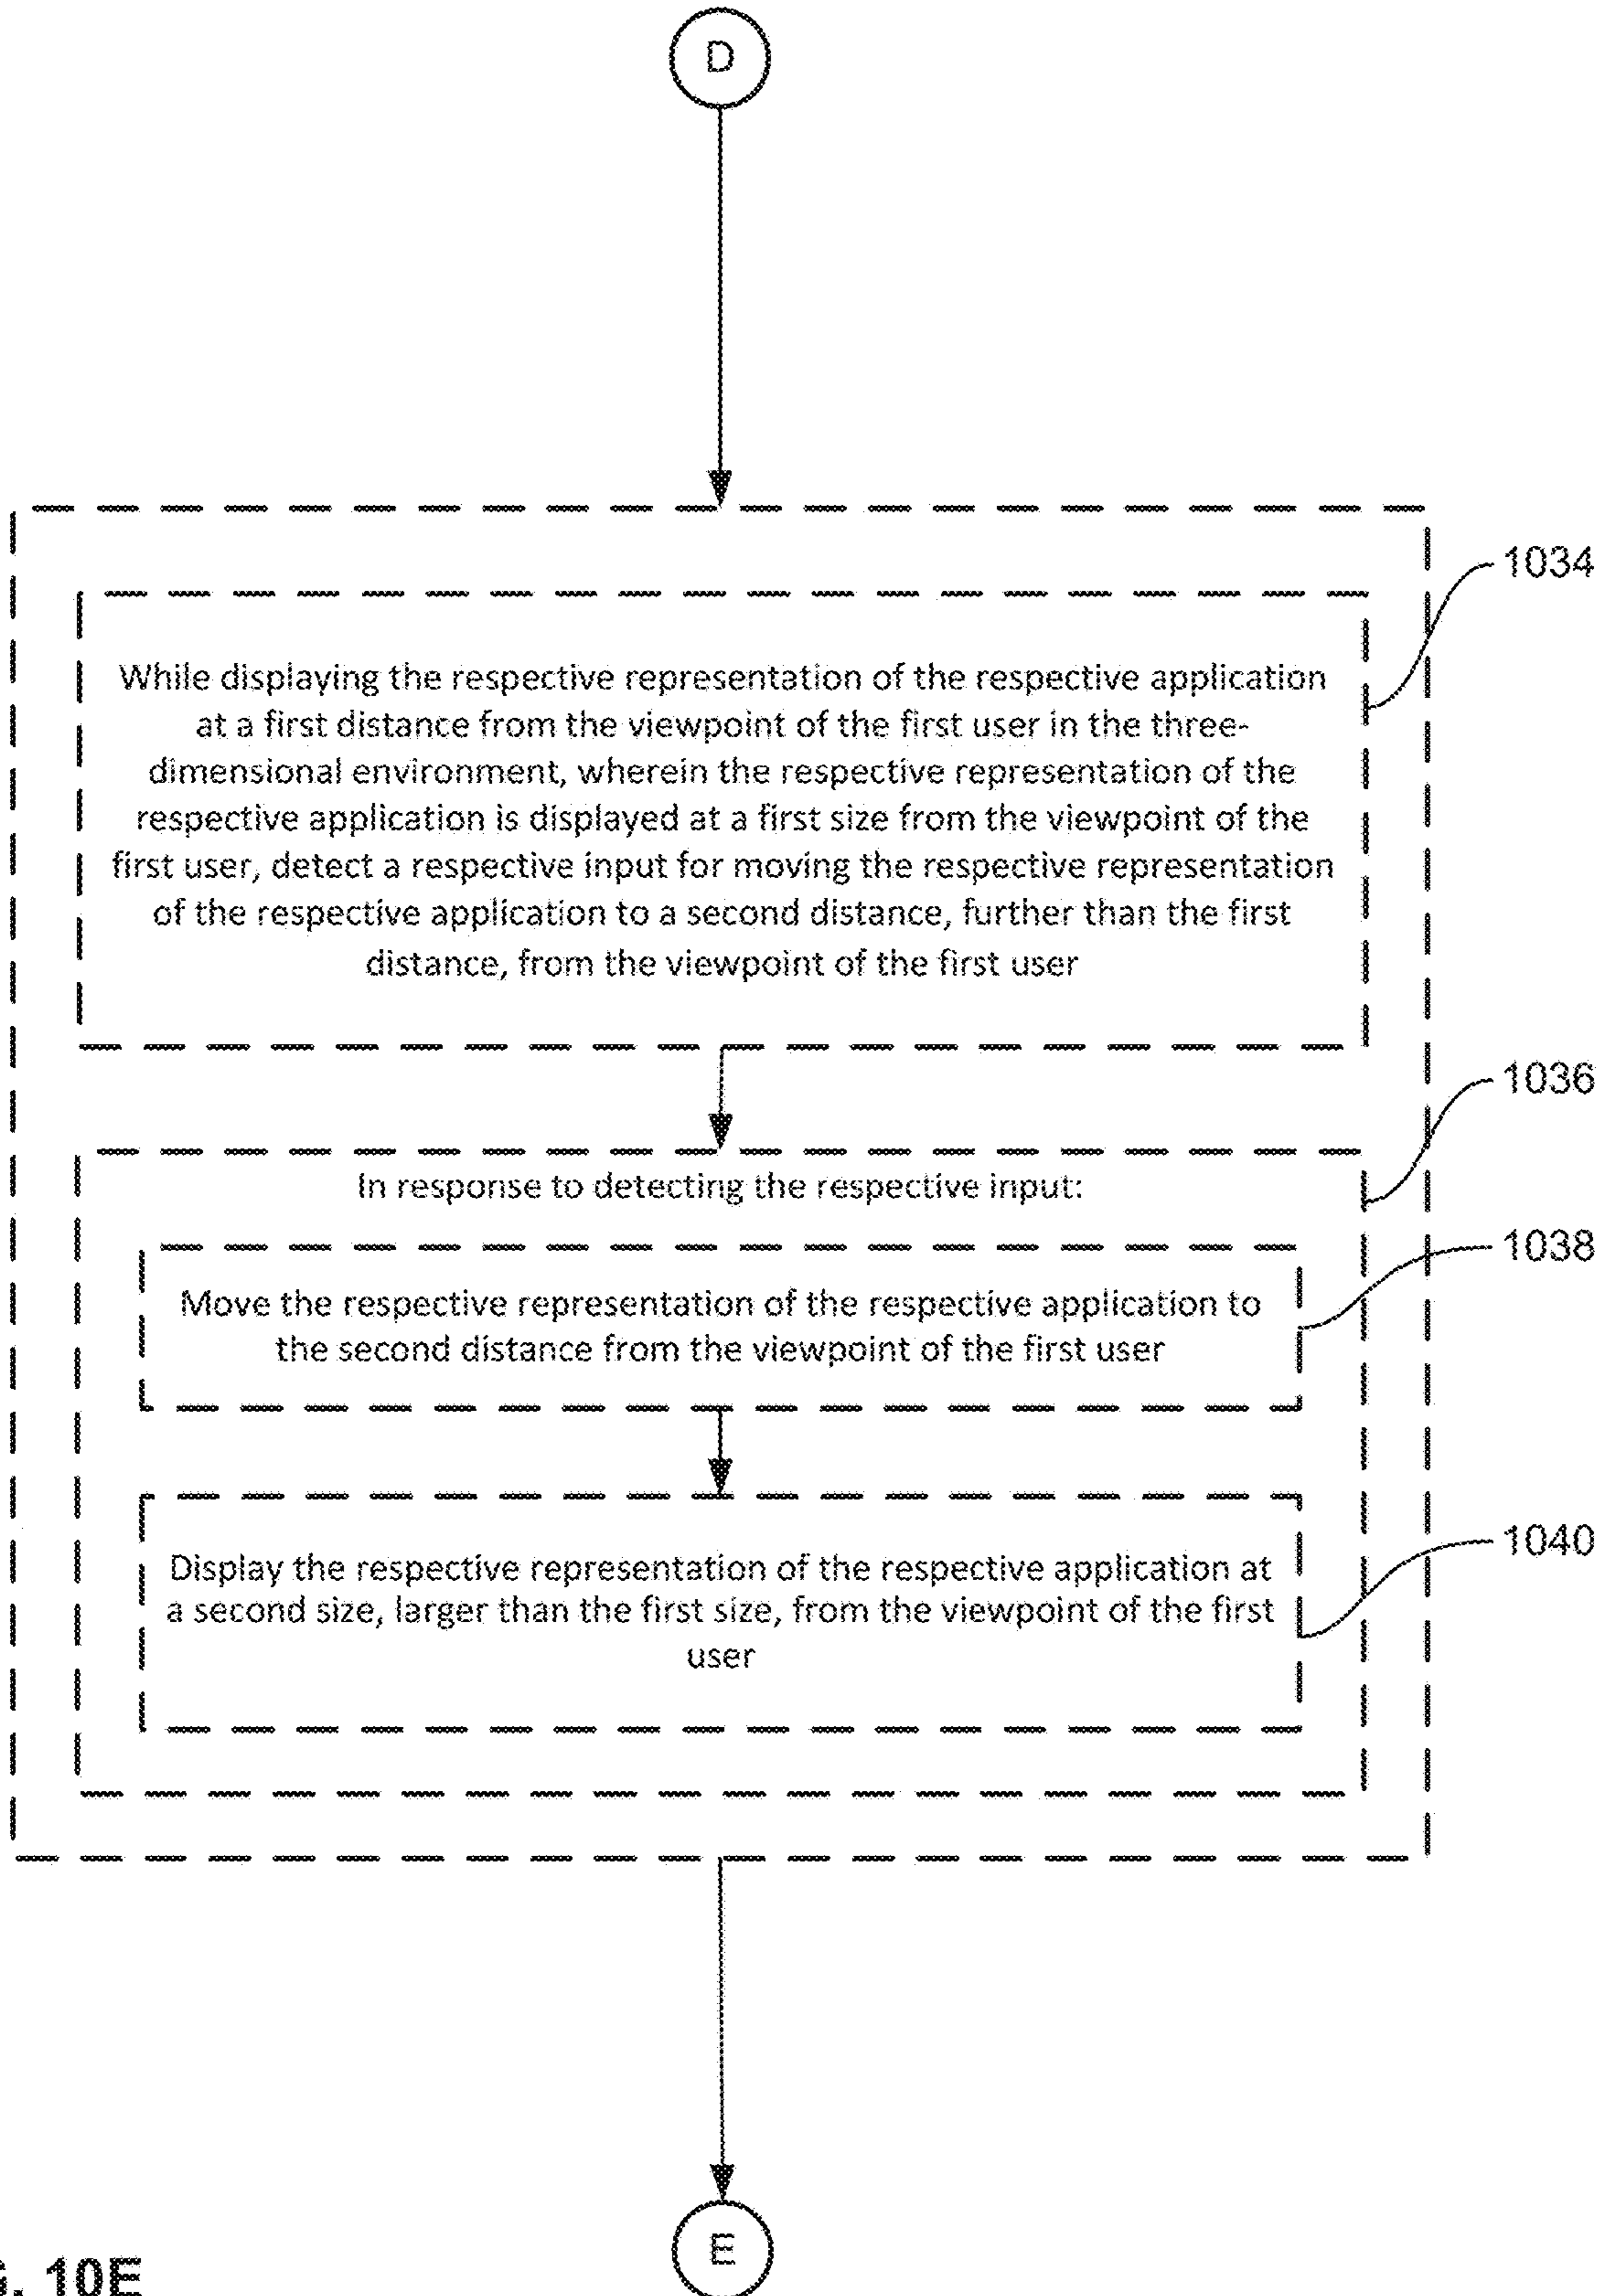 D
1034
While displaying the respective representation of the respective application
at a first distance from the viewpoint of the first user in the three-
dimensional environment, wherein the respective representation of the
respective application is displayed at a first size from the viewpoint of the
first user, detect a respective input for moving the respective representation
of the respective application to a second distance, further than the first
distance, from the viewpoint of the first user
1036
In response to detecting the respective input:
1038
Move the respective representation of the respective application to
the second distance from the viewpoint of the first user
1040
Display the respective representation of the respective application at
a second size, larger than the first size, from the viewpoint of the first
user
E
G. 10E